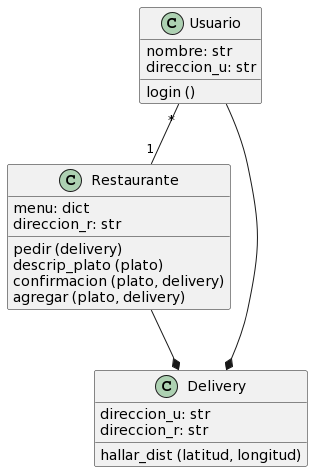 C Usuario
nombre: str
direccion_u: str
login ()
*
1
C Restaurante
menu: dict
direccion_r: str
pedir (delivery)
descrip_plato (plato)
confirmacion (plato, delivery)
agregar (plato, delivery)
C Delivery
direccion_u: str
direccion_r: str
hallar_dist (latitud, longitud)